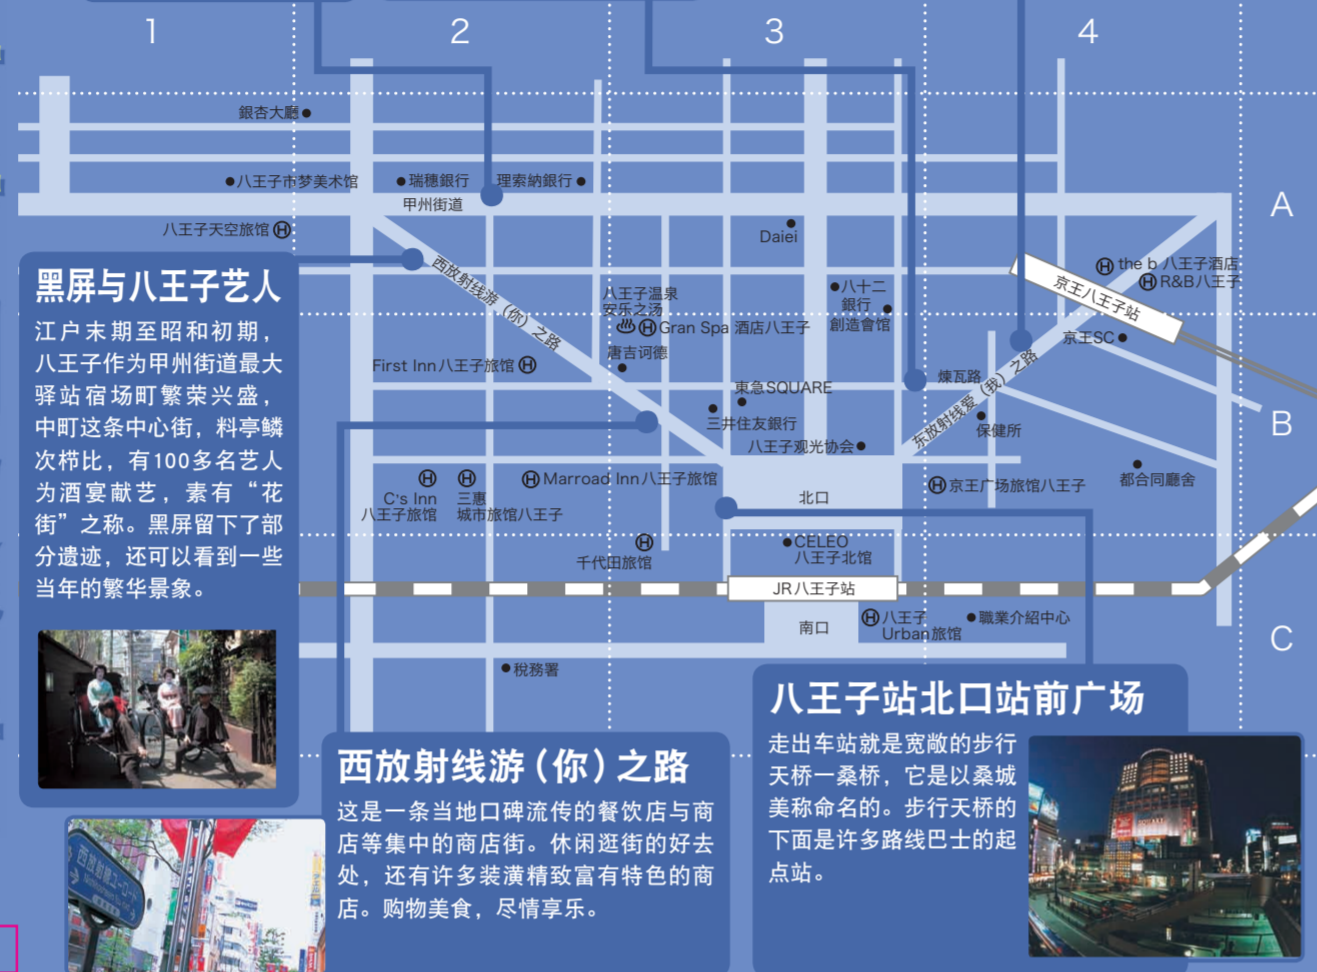 1
2
3
4
銀杏大廳
八王子市梦美术馆
瑞穗銀行
理索納銀行
甲州街道
A
八王子天空旅馆 H
Daiei
西放射线游（你）之路
the b 八王子酒店
R&B八王子
京王八王子站
八王子温泉
安乐之汤
Gran Spa 酒店八王子
八十二
銀行
創造會馆
京王SC
First Inn八王子旅馆
唐吉诃德
東急SQUARE
煉瓦路
东放射线爱（我）之路
三井住友銀行
保健所
B
八王子观光协会
都合同廳舍
C's Inn
八王子旅馆
三惠
城市旅馆八王子
Marroad Inn八王子旅馆
北口
京王广场旅馆八王子
千代田旅馆
CELEO
八王子北馆
JR八王子站
南口
八王子
Urban旅馆
職業介紹中心
C
税務署
黑屏与八王子艺人
江户末期至昭和初期，
八王子作为甲州街道最大
驿站宿场町繁荣兴盛，
中町这条中心街，料亭鳞
次栉比，有100多名艺人
为酒宴献艺，素有“花
街”之称。黑屏留下了部
分遗迹，还可以看到一些
当年的繁华景象。
西放射线游（你）之路
这是一条当地口碑流传的餐饮店与商
店等集中的商店街。休闲逛街的好去
处，还有许多装潢精致富有特色的商
店。购物美食，尽情享乐。
八王子站北口站前广场
走出车站就是宽敞的步行
天桥一桑桥，它是以桑城
美称命名的。步行天桥的
下面是许多路线巴士的起
点站。
西放射線ユーロード